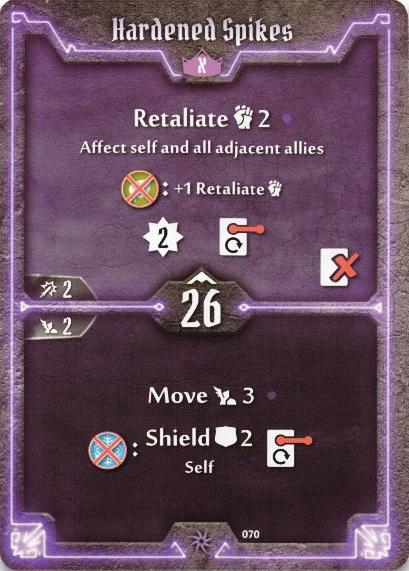 Hardened Spikes
X
Retaliate 2
Affect self and all adjacent allies
: +1 Retaliate
2
2
26
2
Move 3
: Shield 2
Self
070